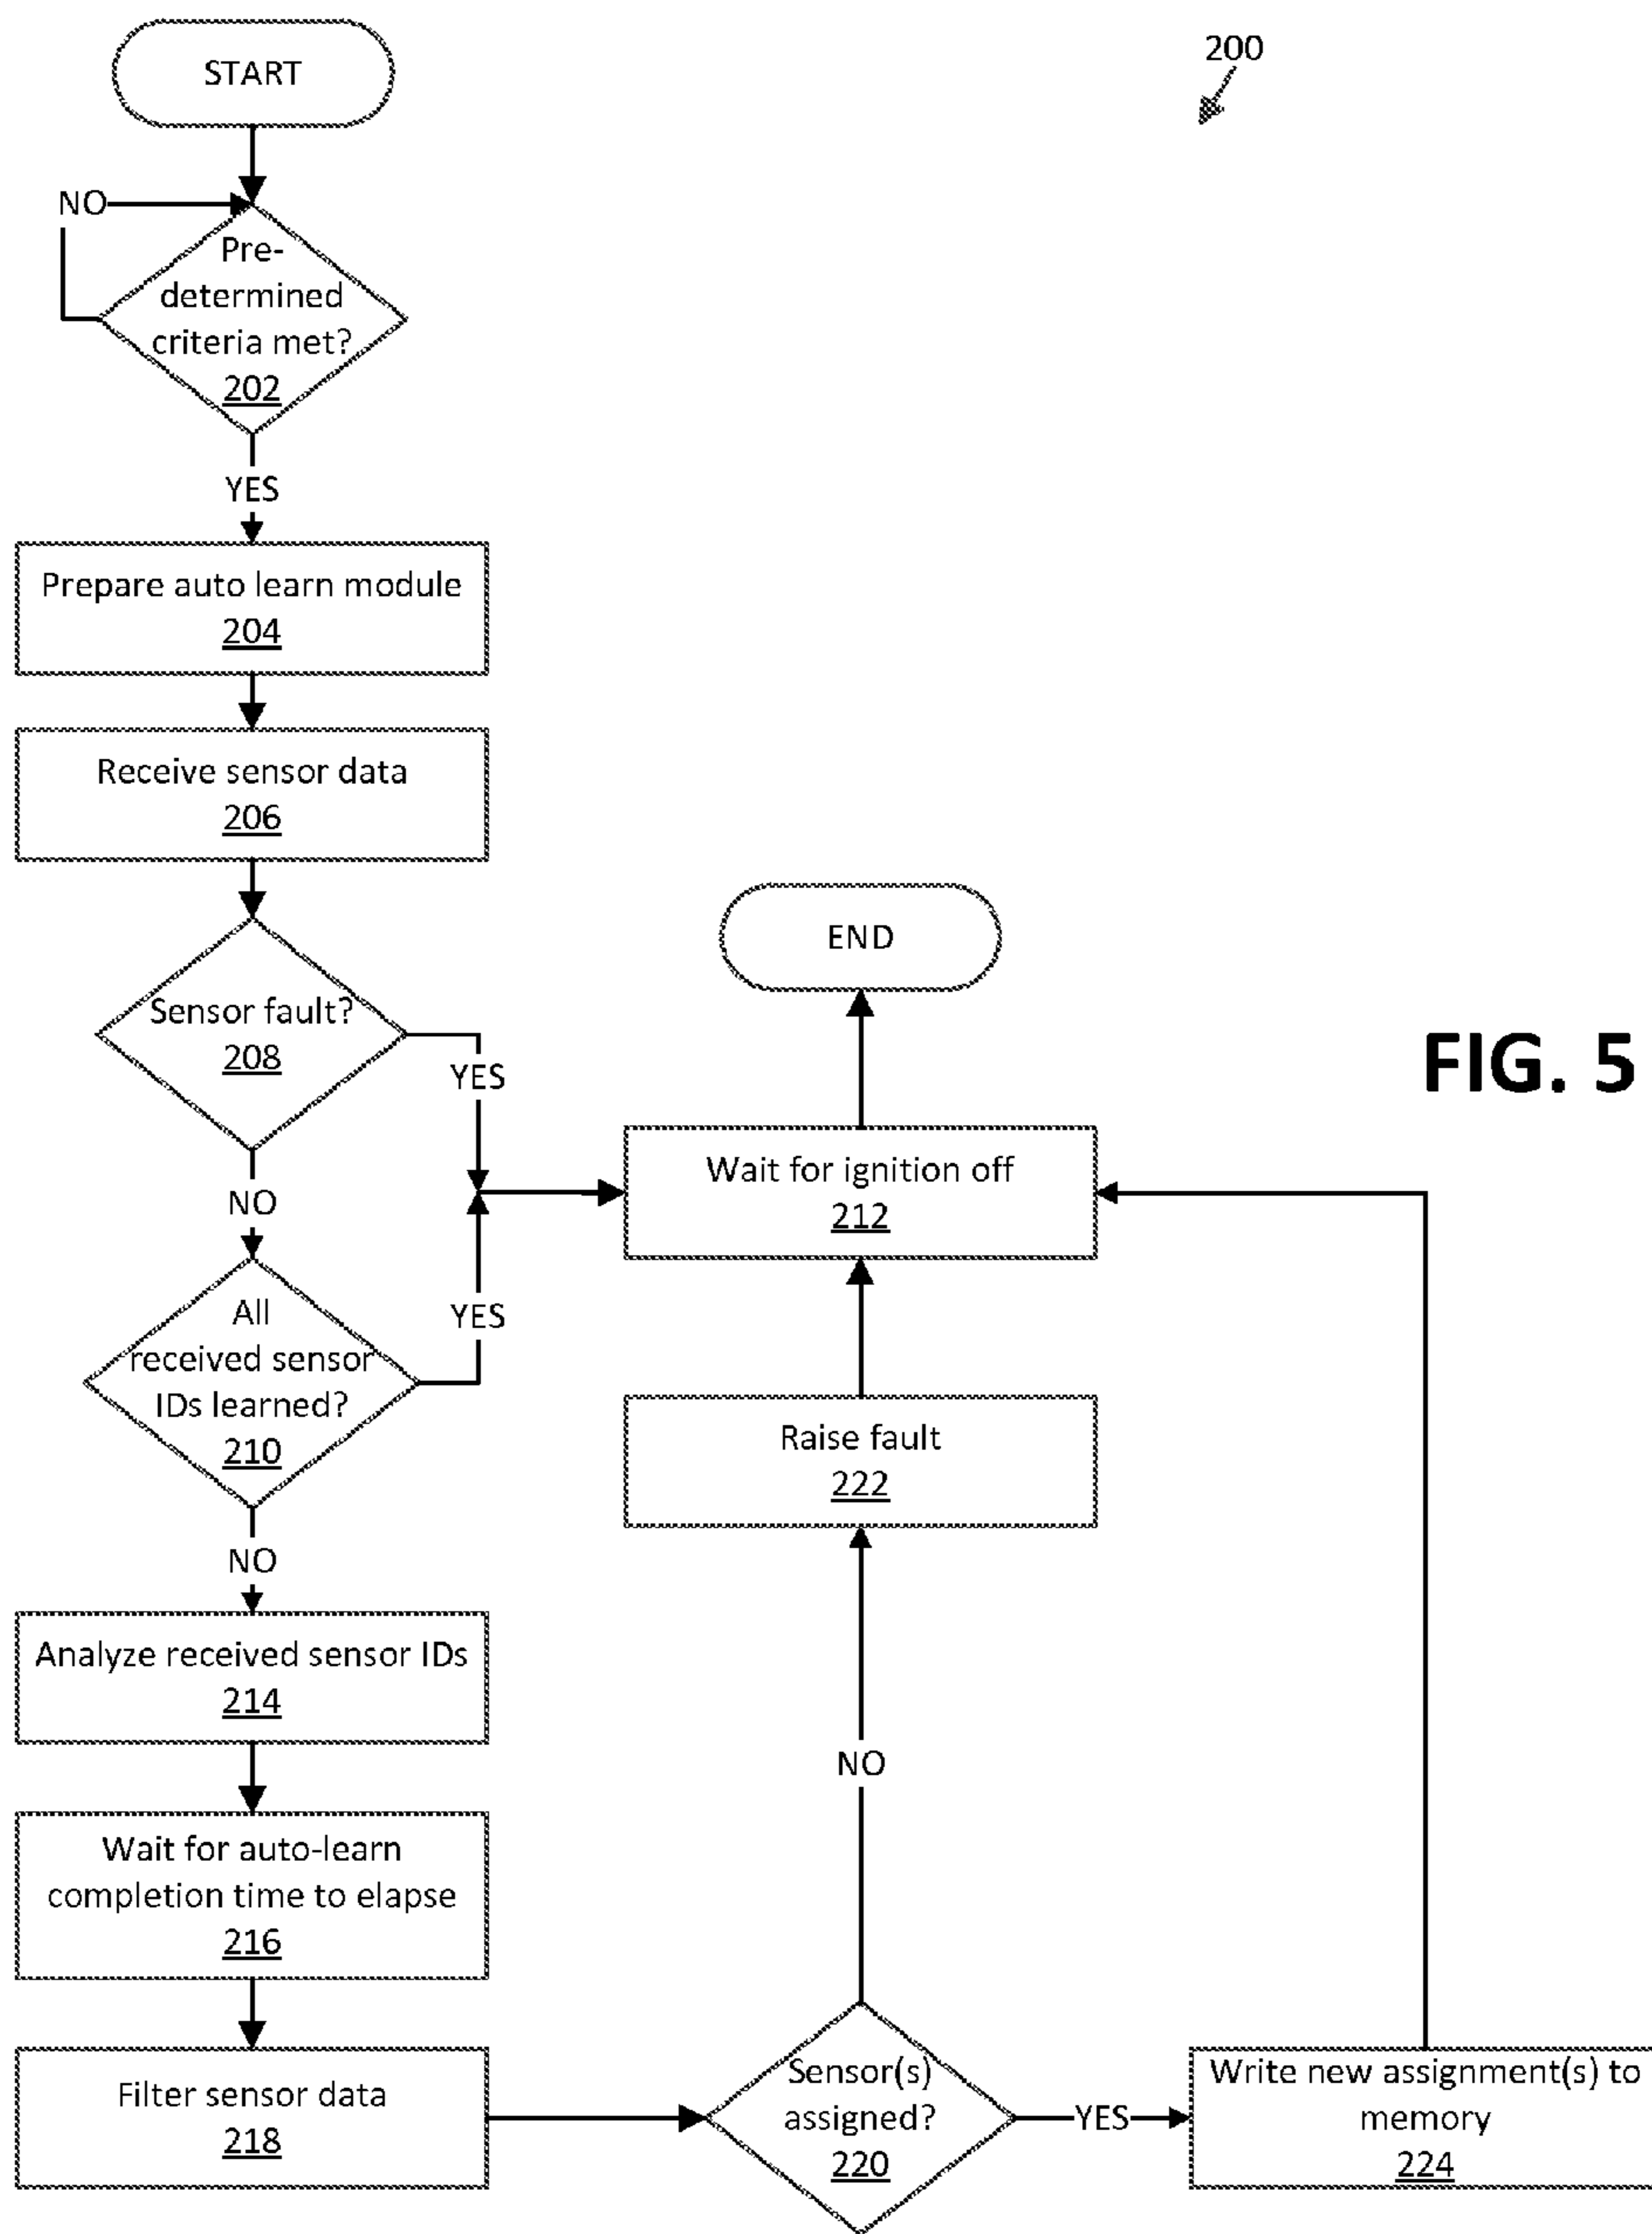 START
200
NO
Pre-
determined
criteria met?
202
YES
Prepare auto learn module
204
Receive sensor data
206
Sensor fault?
208
YES
NO
All
received sensor
IDs learned?
210
YES
NO
Analyze received sensor IDs
214
Wait for auto-learn
completion time to elapse
216
Filter sensor data
218
END
Wait for ignition off
212
Raise fault
222
NO
Sensor(s)
assigned?
220
YES
Write new assignment(s) to
memory
224
FIG. 5